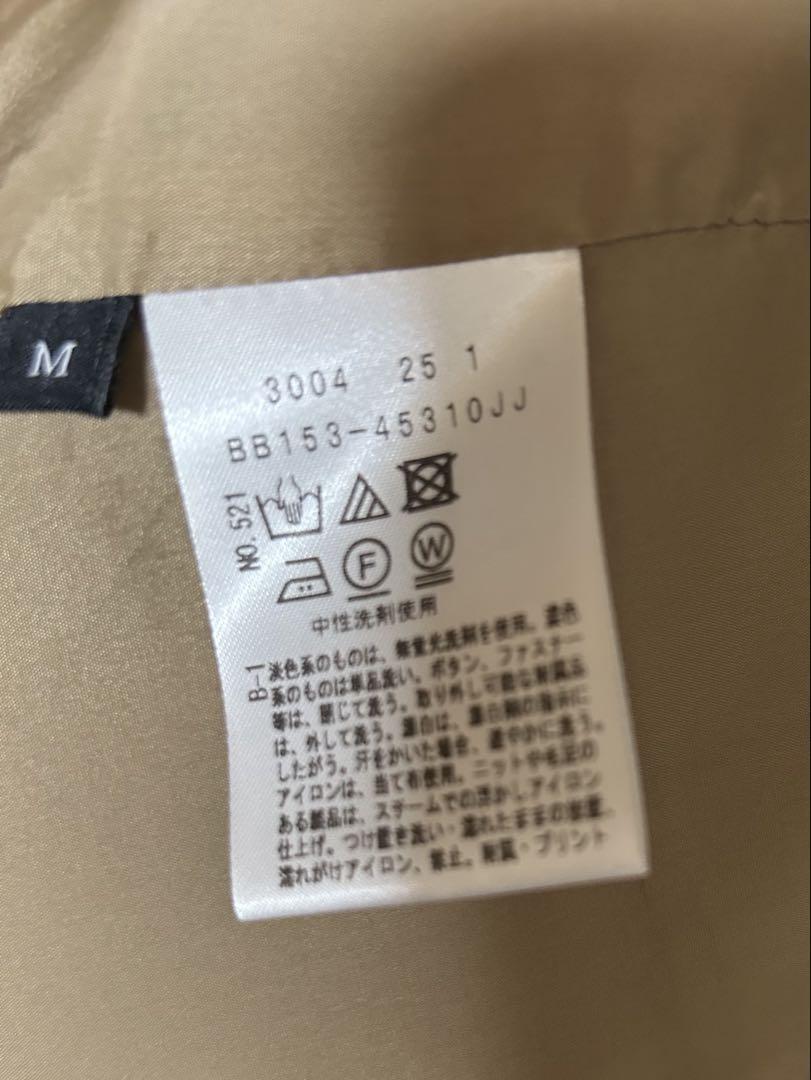 M
3004 25 1
BB153-45310JJ
NO.521
F
W
中性洗剤使用
B-1
淡色系のものは、無蛍光洗剤を使用。濃色
系のものは単品洗い。ボタン、ファスナー
等は、閉じて洗う。取り外し可能な附属品
は、外して洗う。漂白は、漂白剤の指示に
したがう。汗をかいた場合、速やかに洗う。
アイロンは、当て布使用。ニットや毛足の
ある製品は、スチームでの浮かしアイロン
仕上げ。つけ置き洗い・濡れたままの放置、
濡れがけアイロン、禁止。附属・プリント